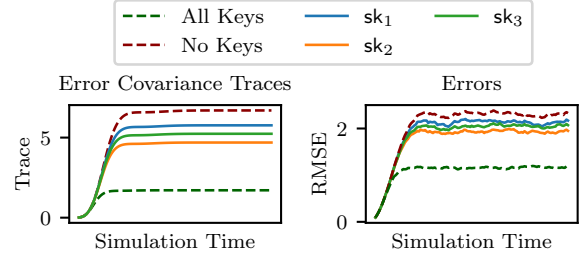 All Keys sk1 sk3
No Keys sk2
Error Covariance Traces Errors
5
0
Trace
Simulation Time
2
0
RMSE
Simulation Time